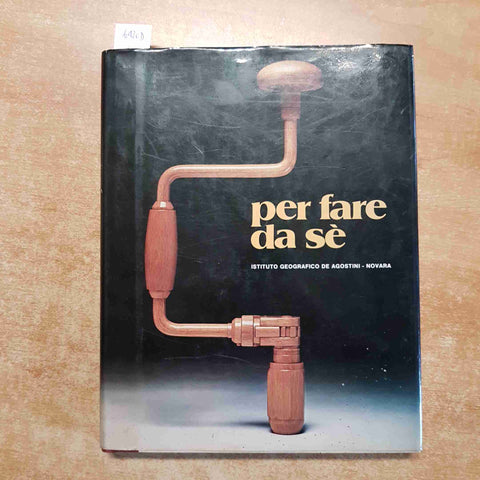 per fare
da sè
ISTITUTO GEOGRAFICO DE AGOSTINI - NOVARA